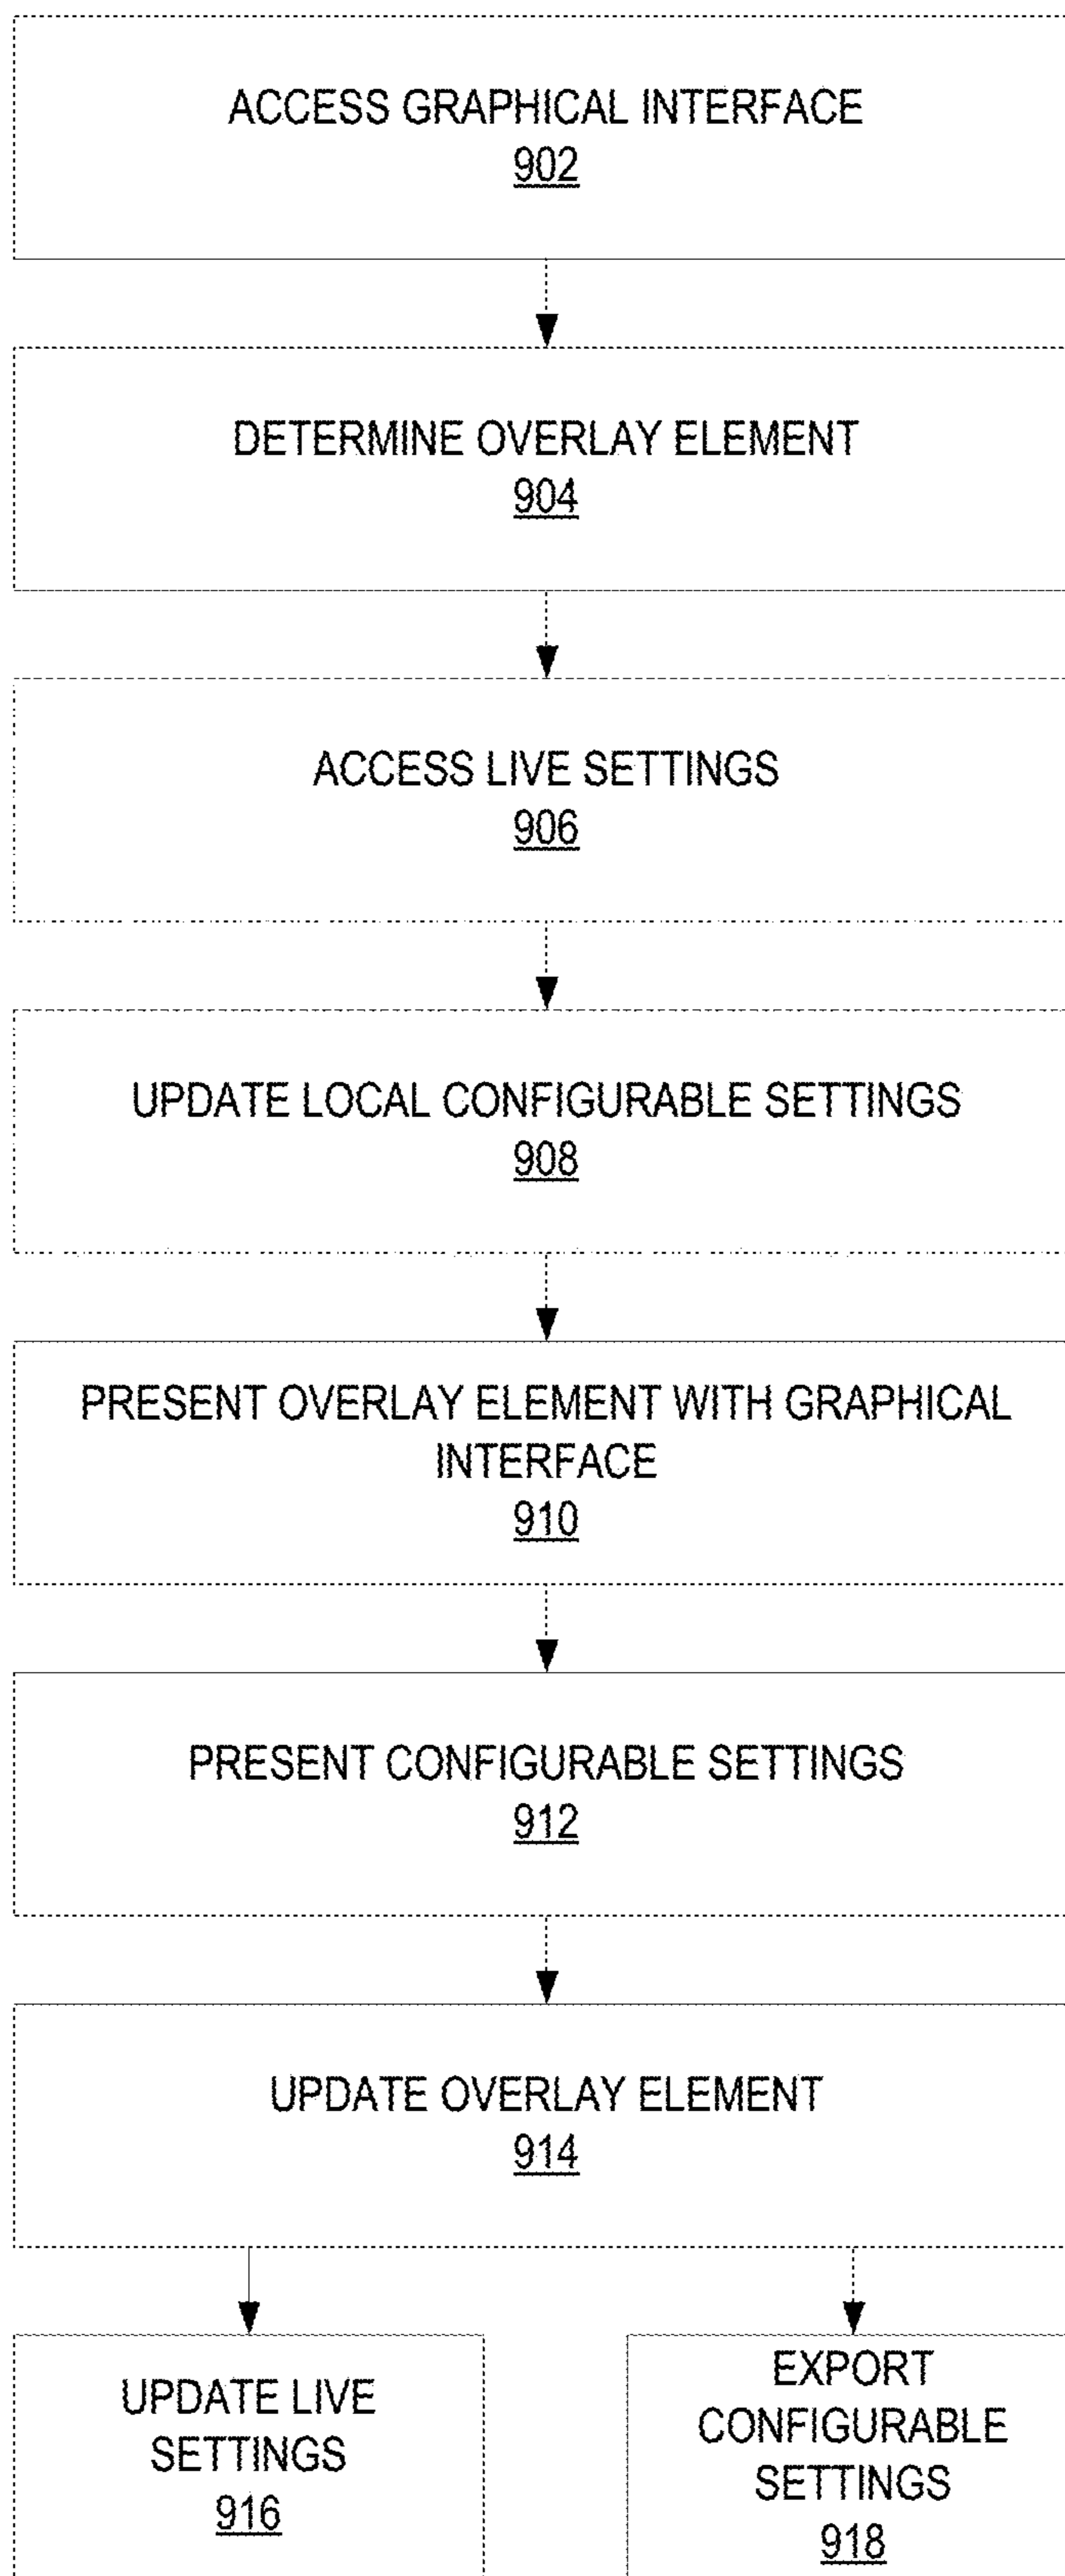 ACCESS GRAPHICAL INTERFACE
902
DETERMINE OVERLAY ELEMENT
904
ACCESS LIVE SETTINGS
906
UPDATE LOCAL CONFIGURABLE SETTINGS
908
PRESENT OVERLAY ELEMENT WITH GRAPHICAL
INTERFACE
910
PRESENT CONFIGURABLE SETTINGS
912
UPDATE OVERLAY ELEMENT
914
UPDATE LIVE
SETTINGS
916
EXPORT
CONFIGURABLE
SETTINGS
918